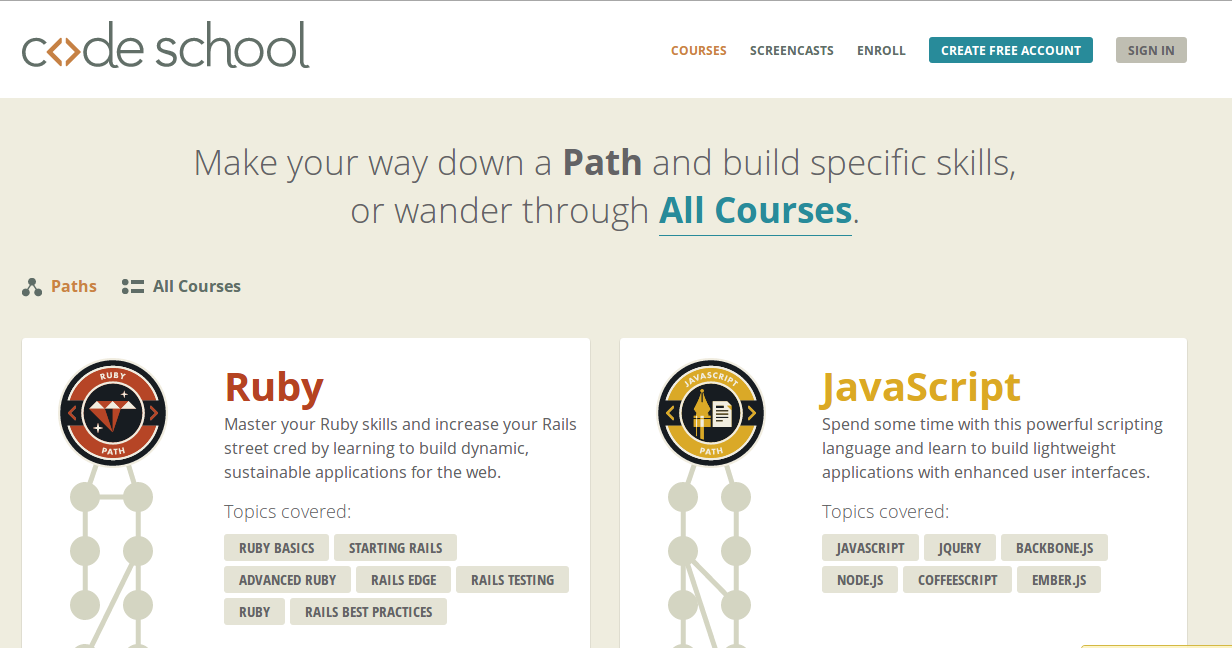 code school
COURSES SCREENCASTS ENROLL CREATE FREE ACCOUNT SIGN IN
Make your way down a Path and build specific skills,
or wander through All Courses.
Paths All Courses
RUBY
PATH
Ruby
Master your Ruby skills and increase your Rails
street cred by learning to build dynamic,
sustainable applications for the web.
Topics covered:
RUBY BASICS STARTING RAILS
ADVANCED RUBY RAILS EDGE RAILS TESTING
RUBY RAILS BEST PRACTICES
JAVASCRIPT
PATH
JavaScript
Spend some time with this powerful scripting
language and learn to build lightweight
applications with enhanced user interfaces.
Topics covered:
JAVASCRIPT JQUERY BACKBONE.JS
NODE.JS COFFEESCRIPT EMBER.JS